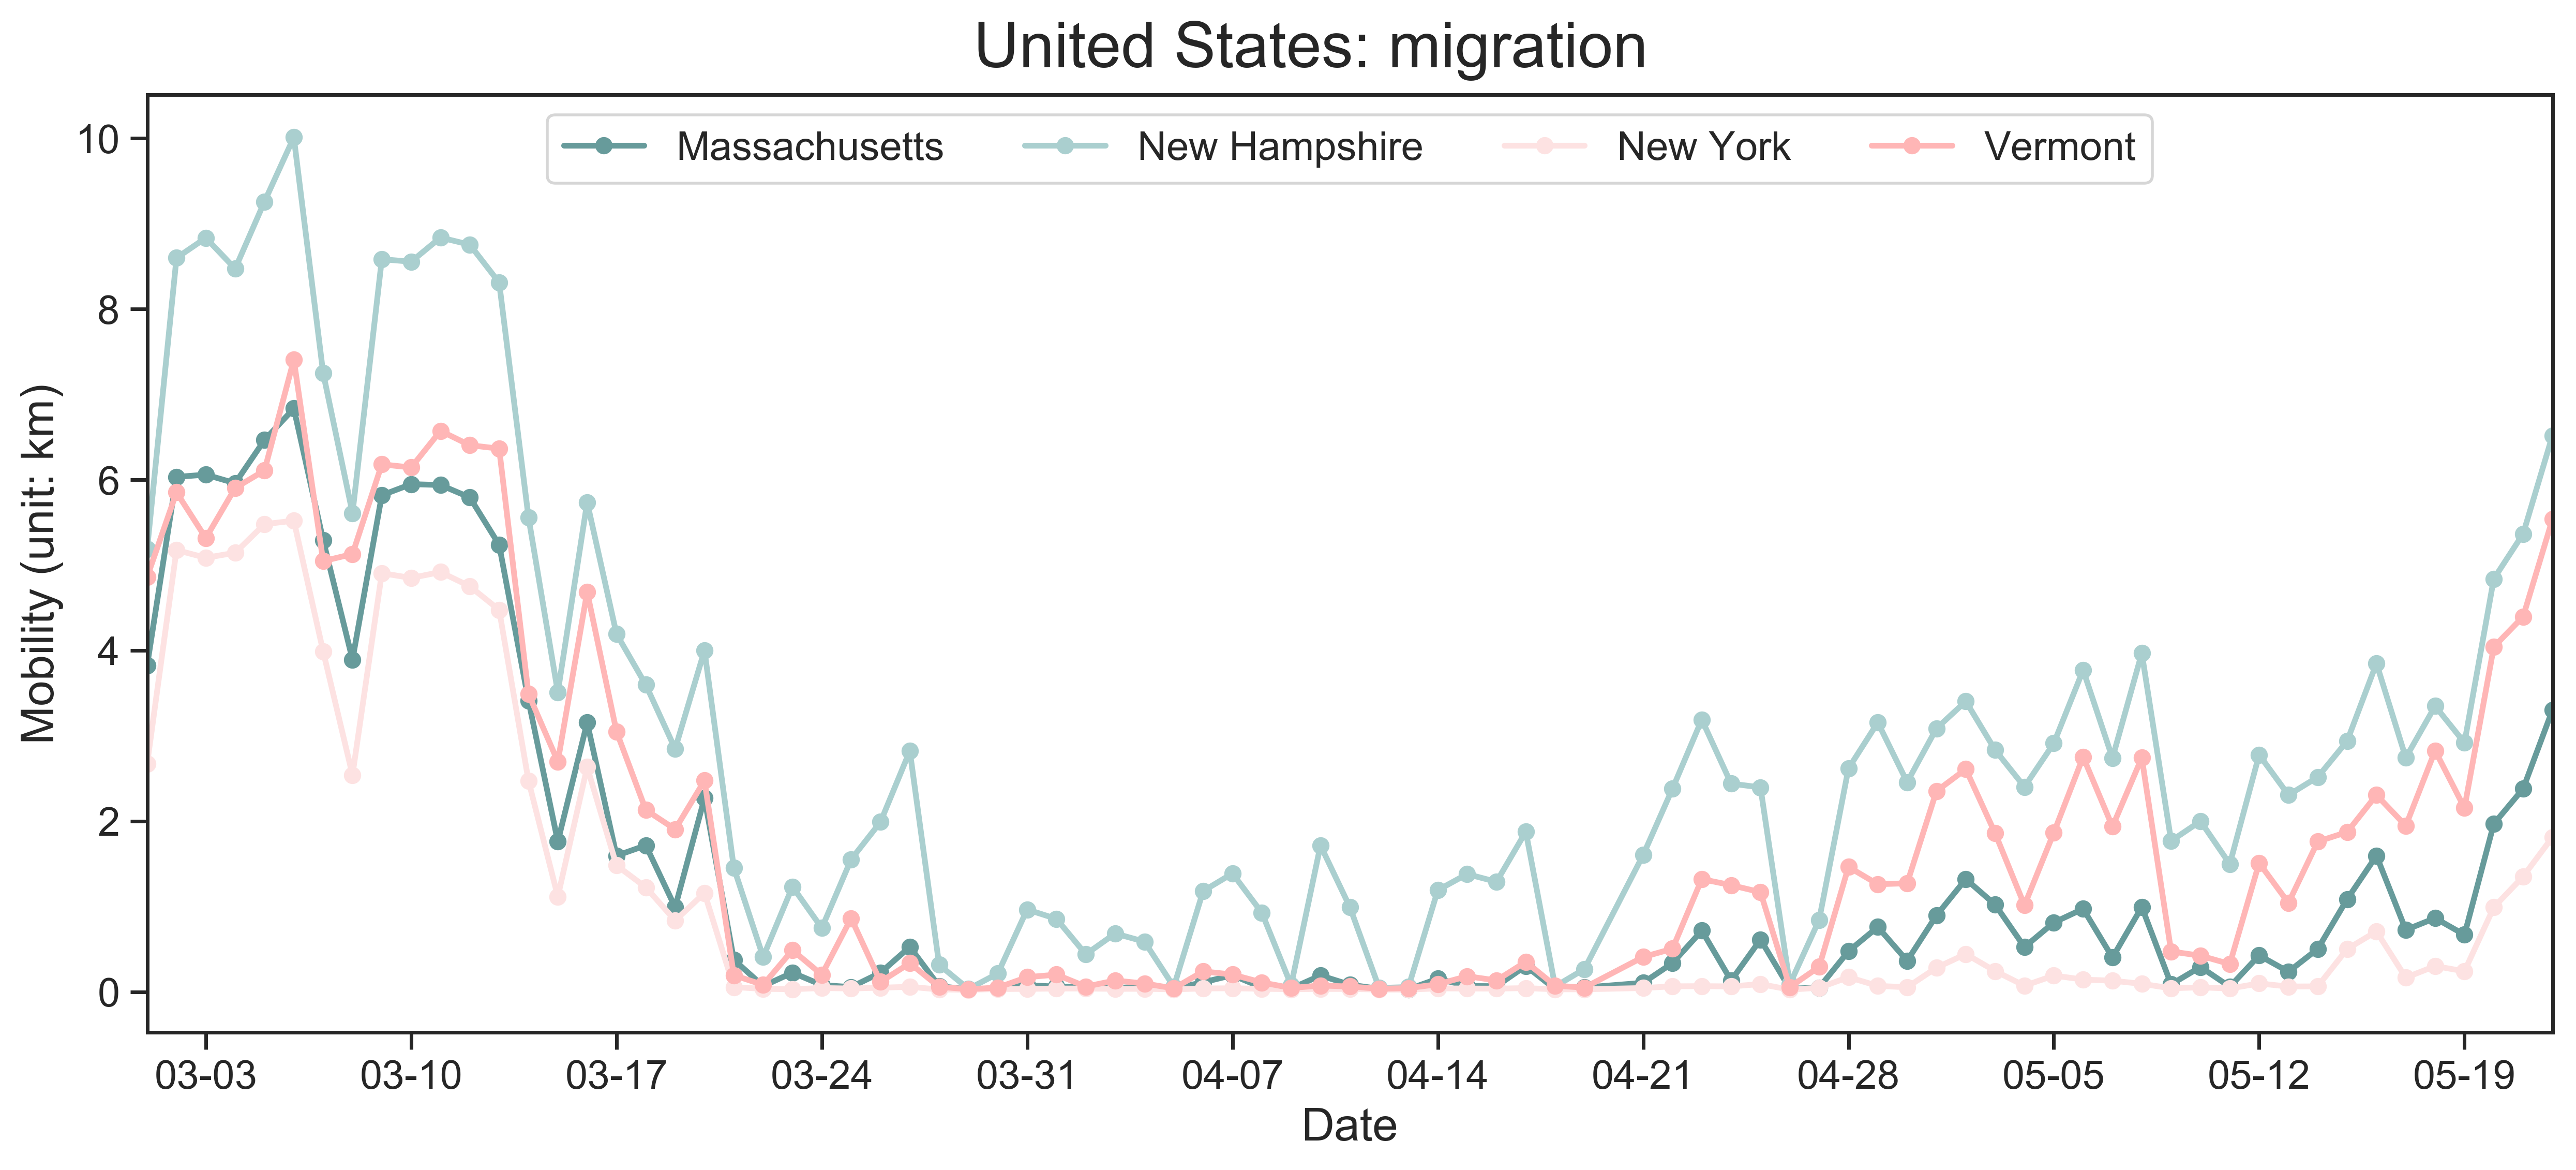 United States: migration
Massachusetts New Hampshire New York Vermont
Mobility (unit: km)
10
8
6
4
2
0
03-03 03-10 03-17 03-24 03-31 04-07 04-14 04-21 04-28 05-05 05-12 05-19
Date